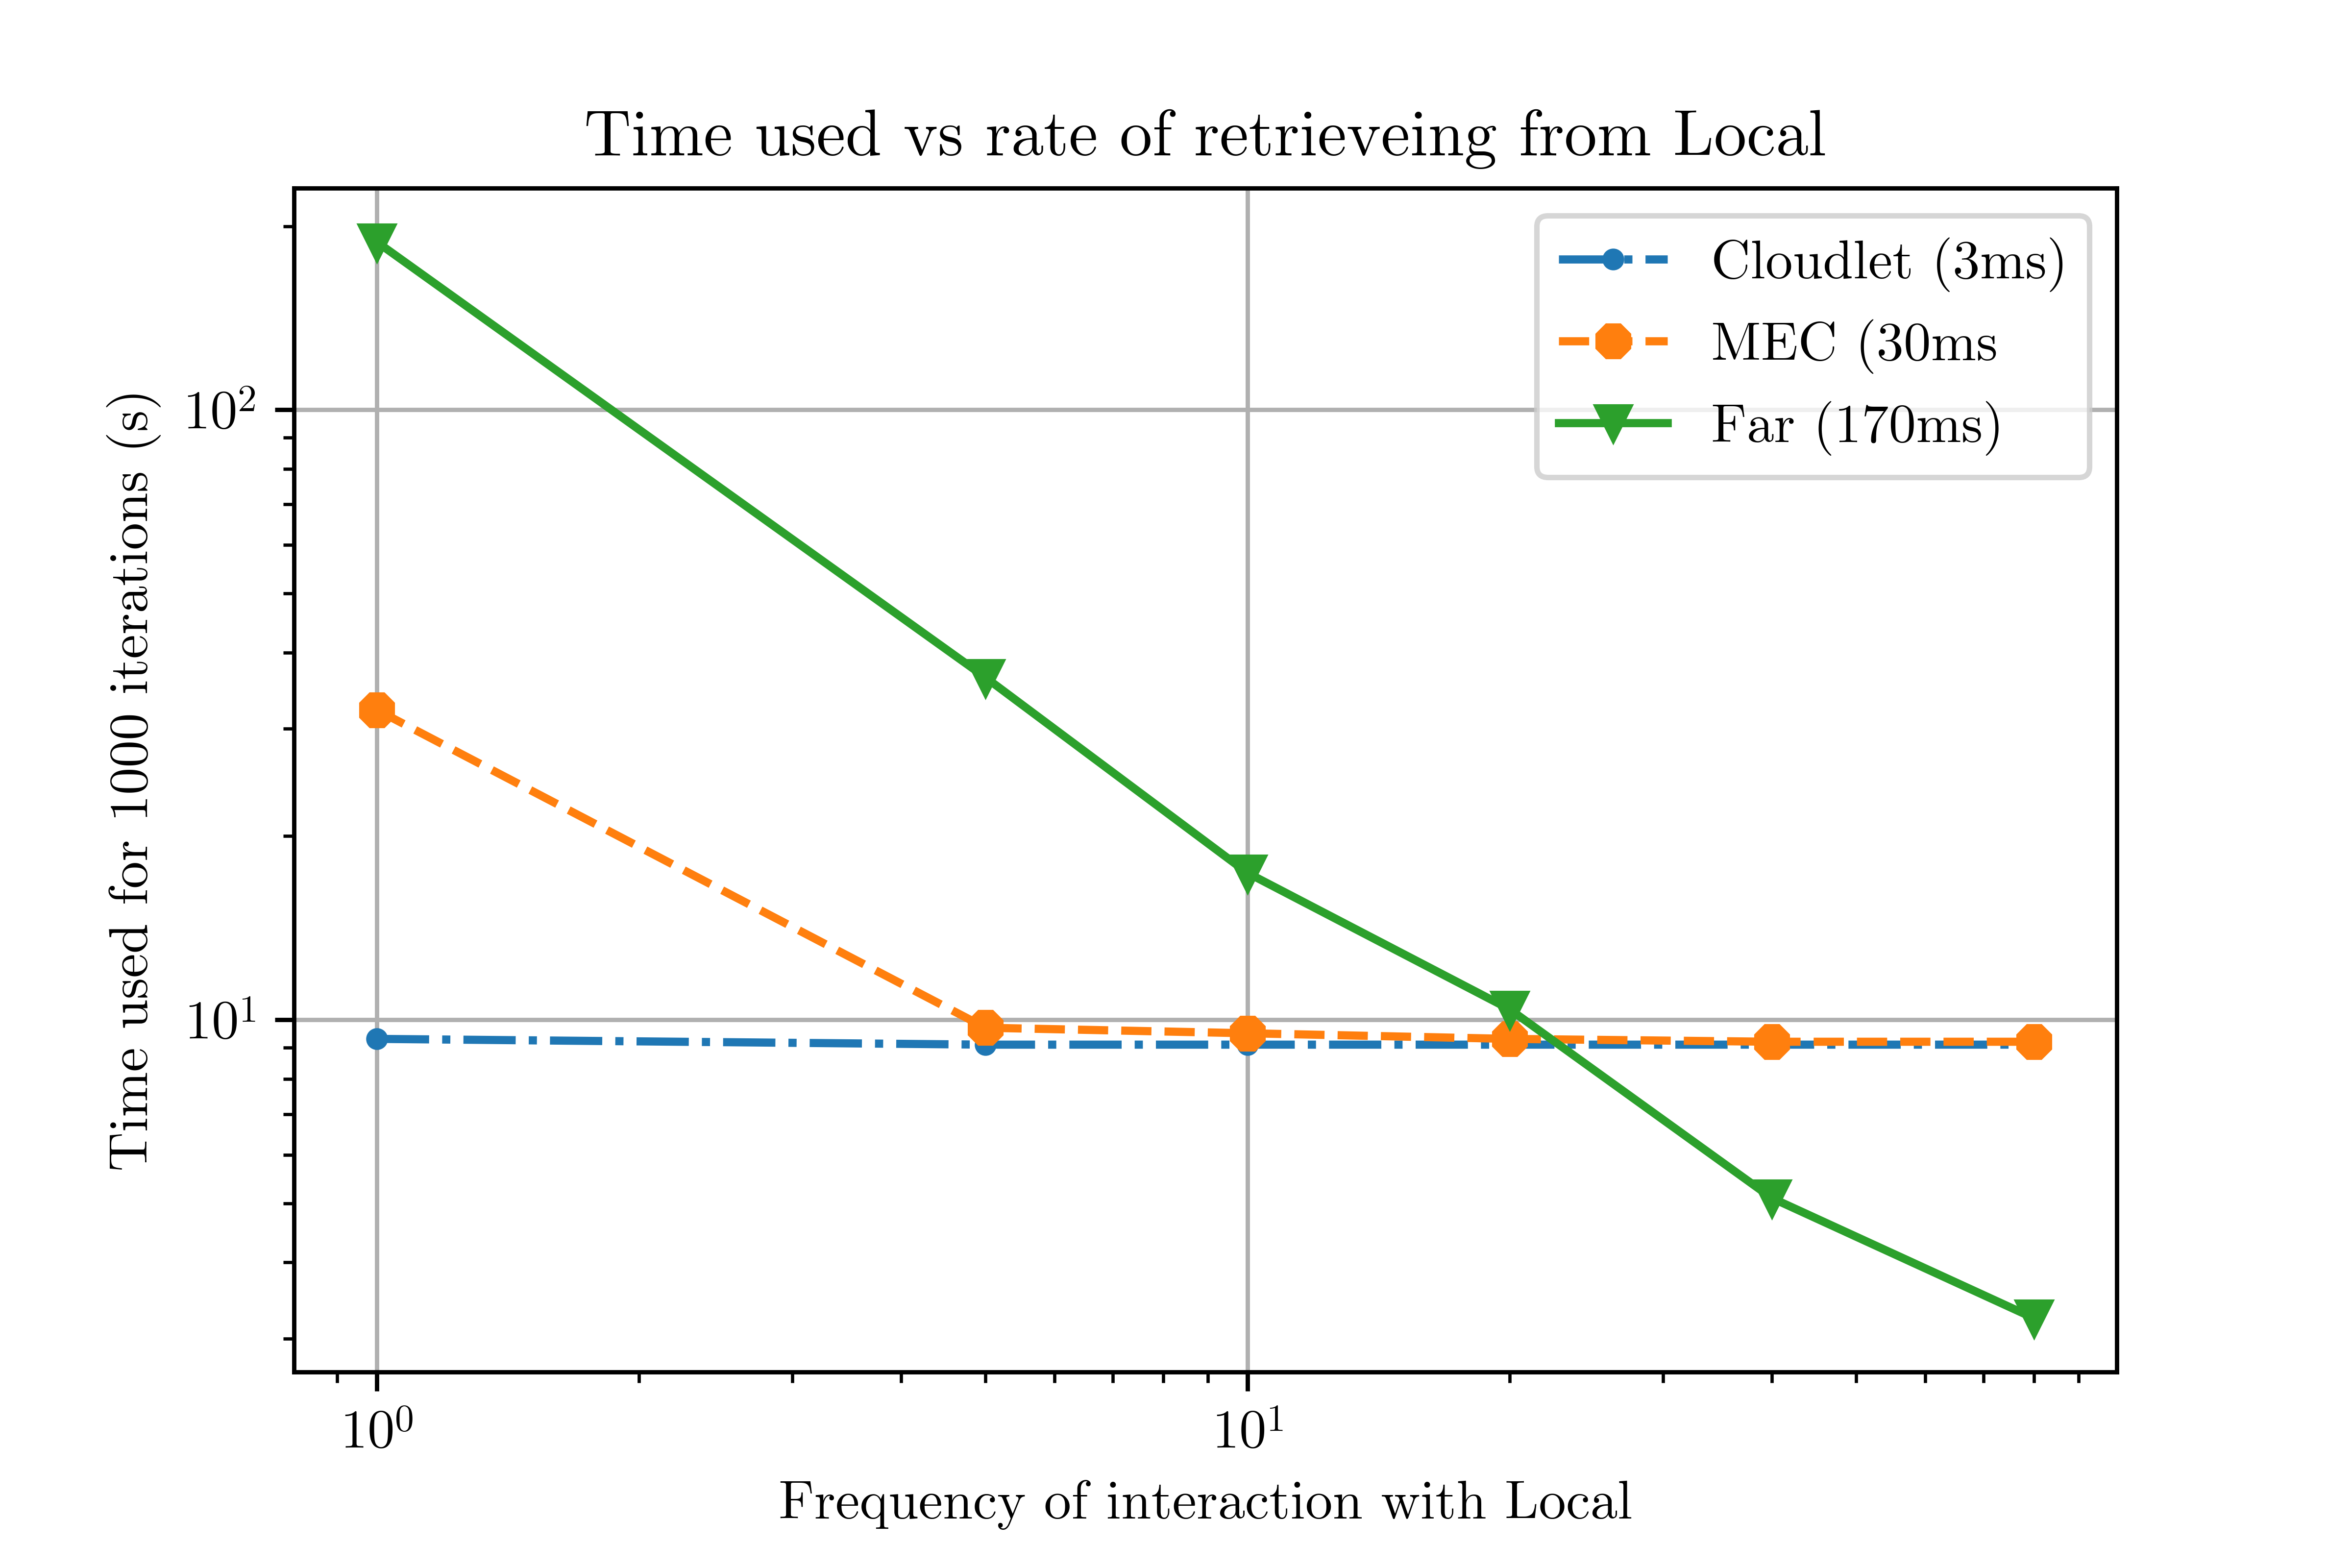 Time used vs rate of retrieveing from Local
Cloudlet (3ms)
MEC (30ms
Far (170ms)
Time used for 1000 iterations (s)
10²
10¹
10⁰
10¹
Frequency of interaction with Local